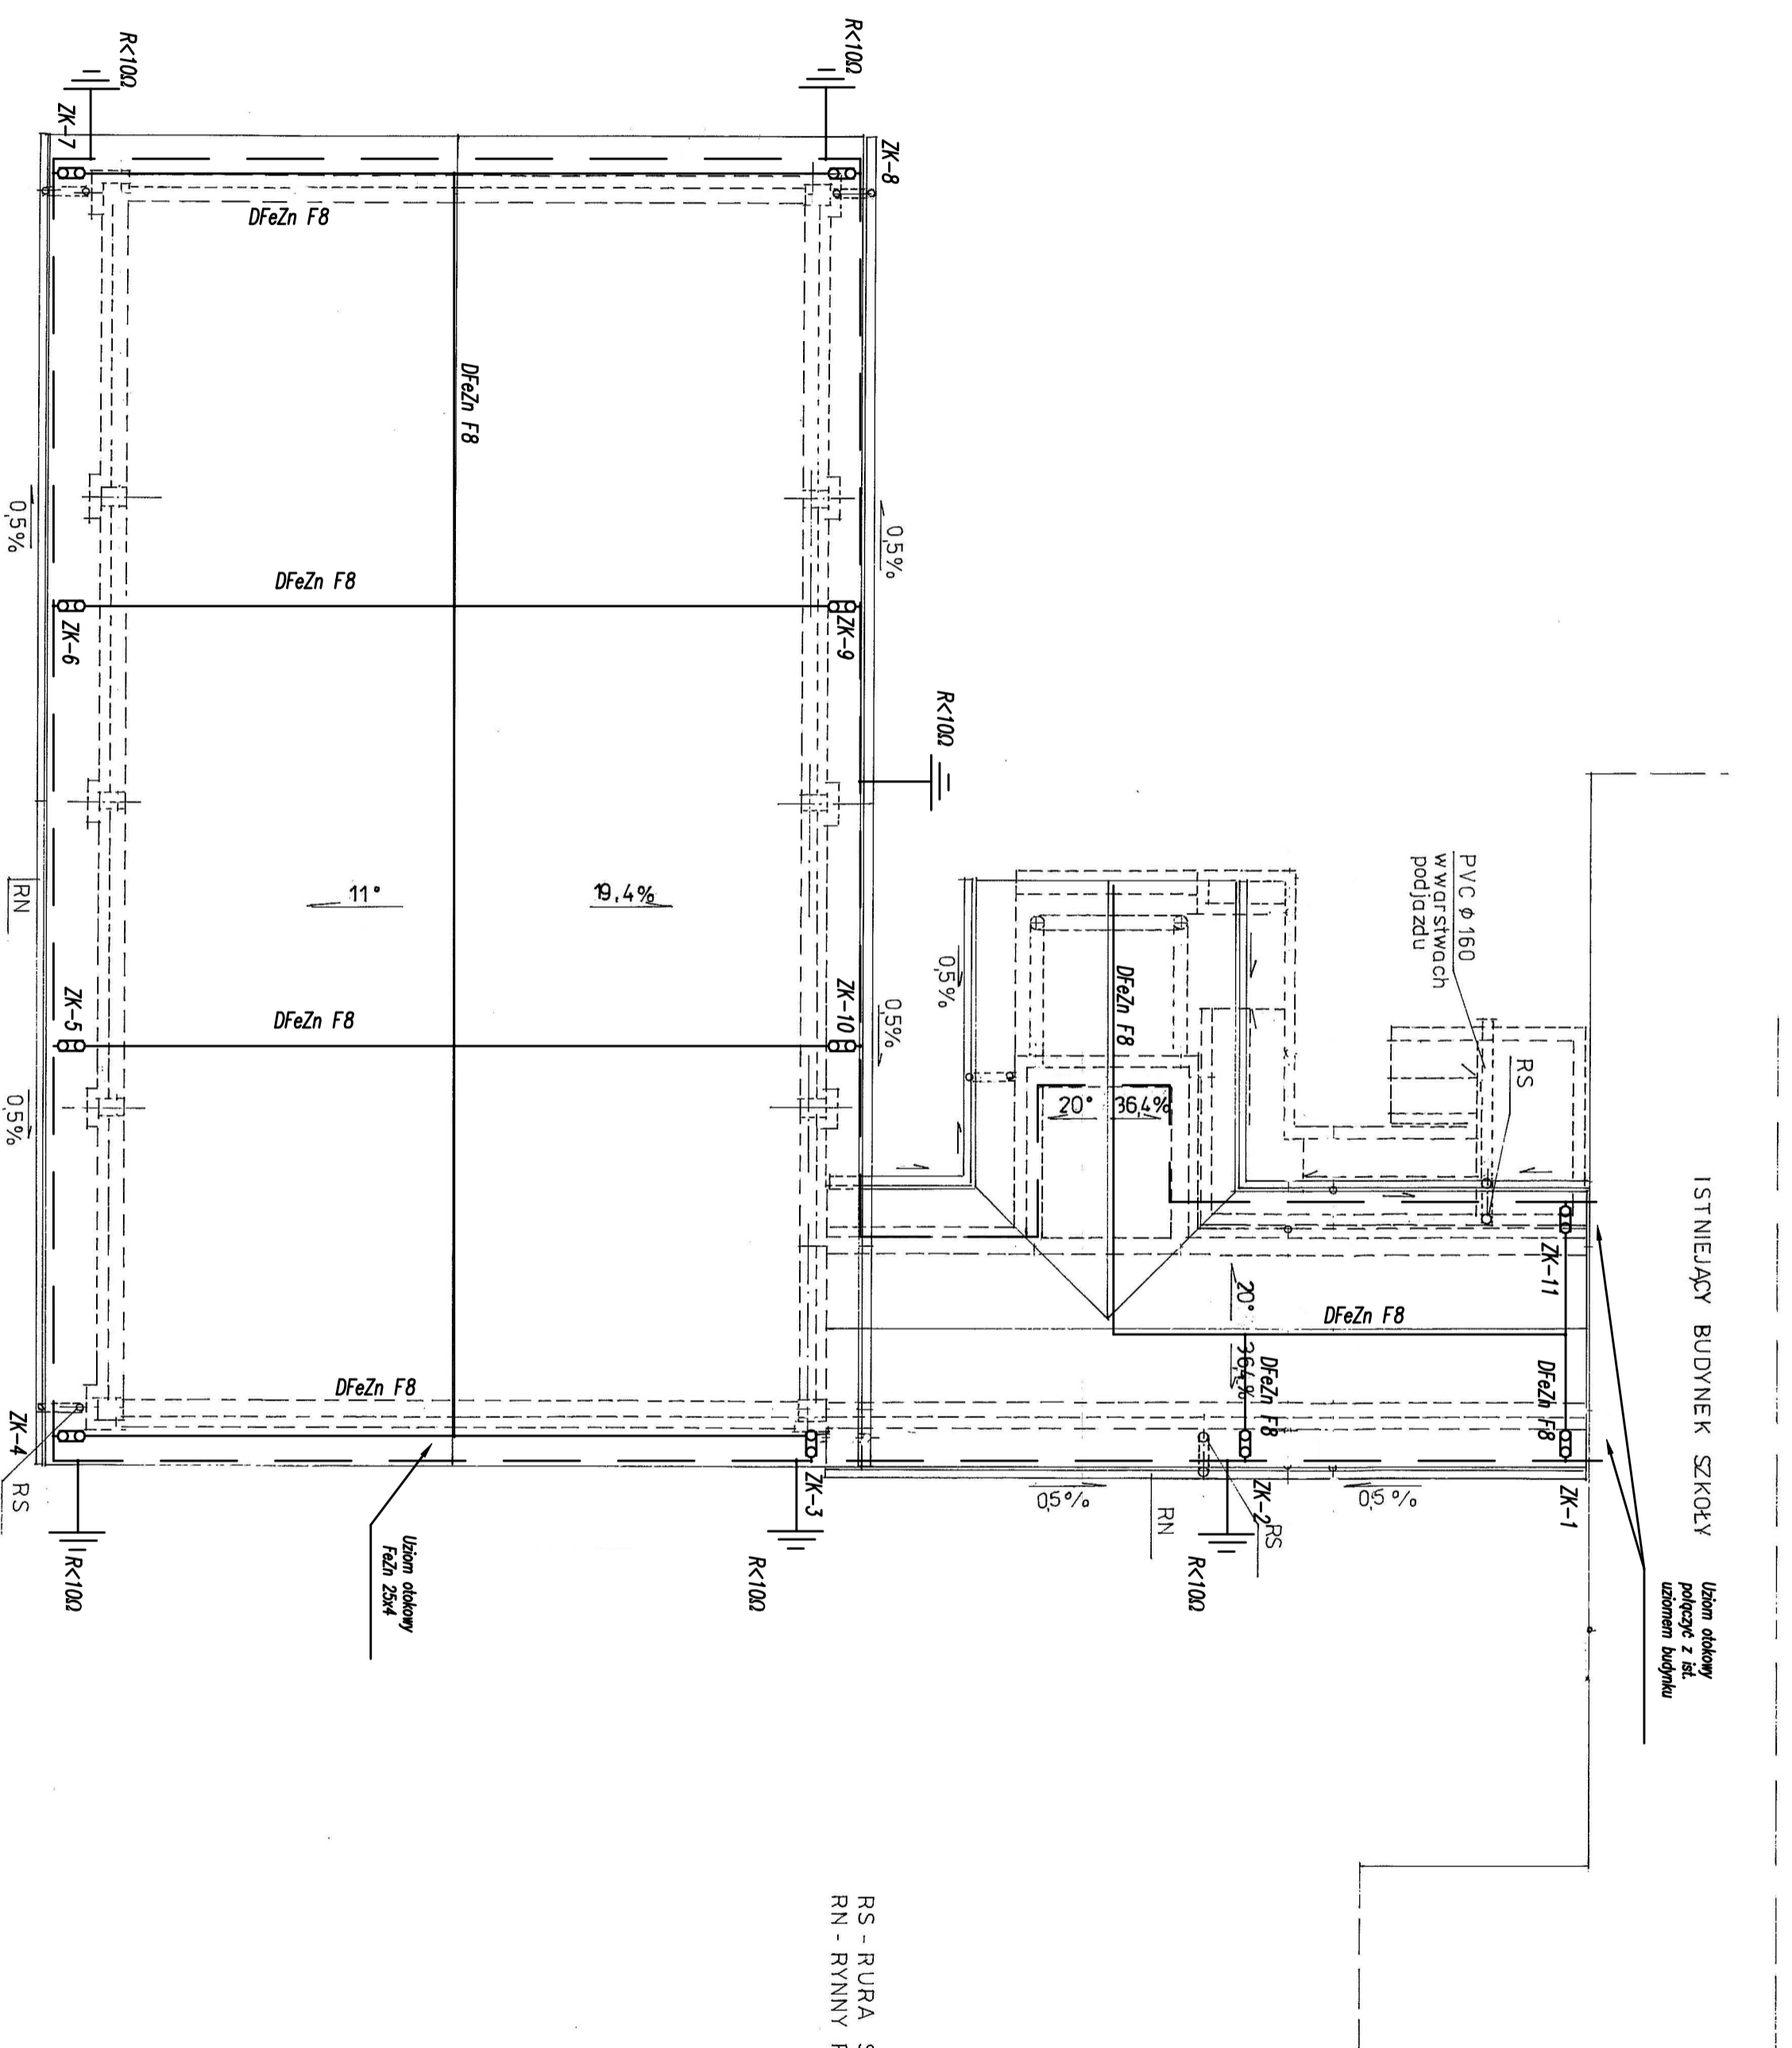 R<10Ω
R<10Ω
ZK-7
ZK-8
DFeZn F8
DFeZn F8
0,5%
0,5%
DFeZn F8
ZK-6
ZK-9
R<10Ω
RN
11°
19,4%
ZK-5
DFeZn F8
ZK-10
0,5%
0,5%
0,5%
DFeZn F8
20°
36,4%
PVC ϕ 160
w warstwach
podjazdu
RS
ISTNIEJĄCY BUDYNEK SZKOŁY
ZK-11
20°
36,4%
DFeZn F8
DFeZn F8
DFeZn F8
DFeZn F8
ZK-4
RS
ZK-3
0,5%
RN
ZK-2
RS
0,5%
ZK-1
R<10Ω
Uziom otokowy
FeZn 25x4
R<10Ω
R<10Ω
Uziom otokowy
połączyć z ist.
uziomem budynku
RS - RURA
RN - RYNNY